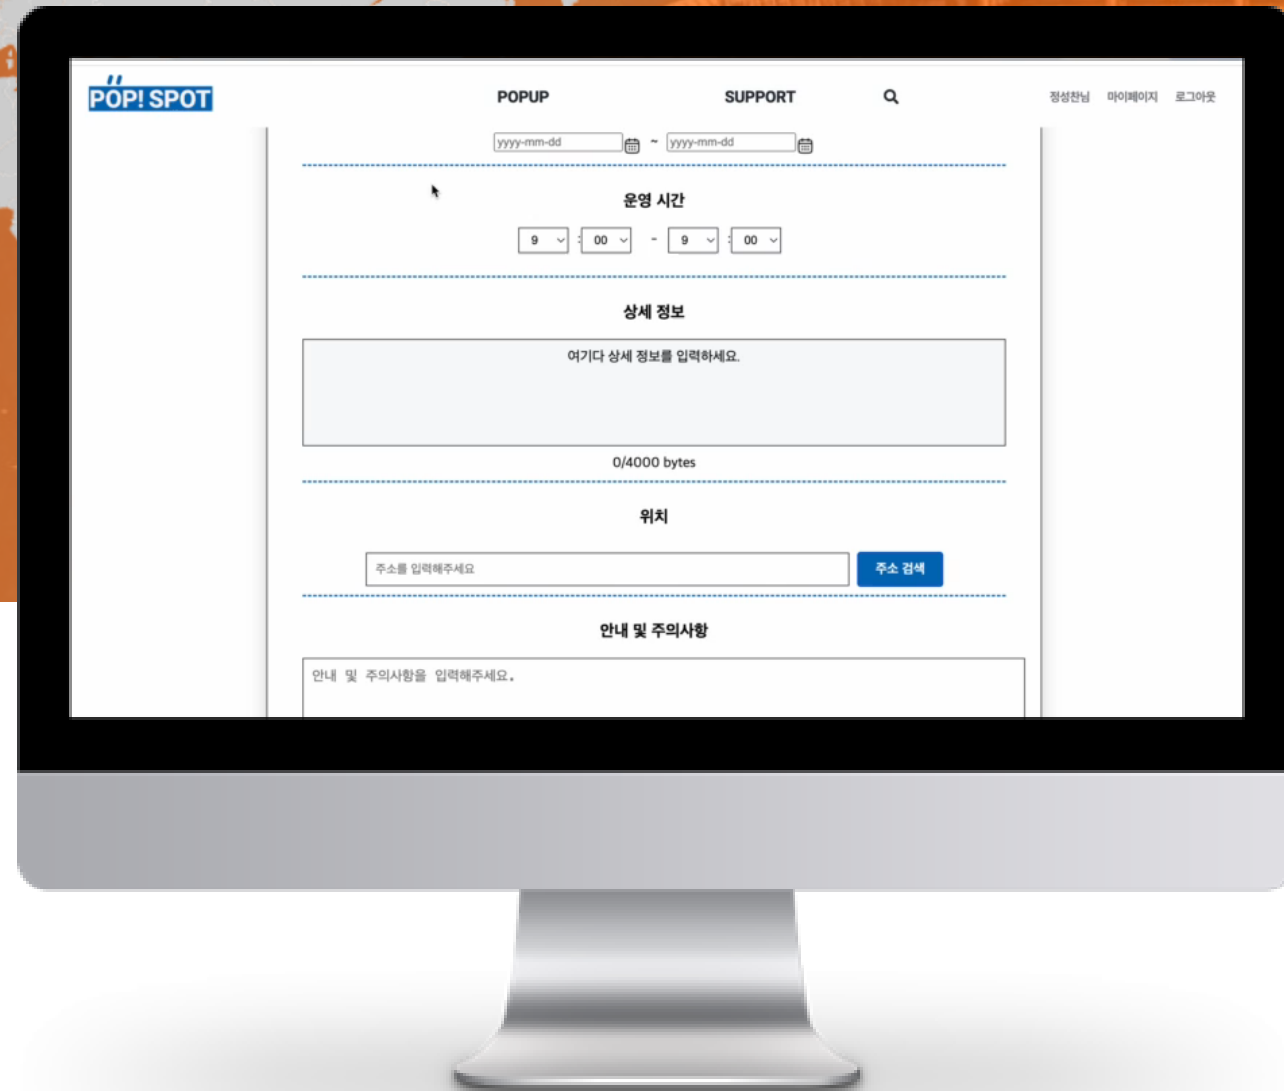 POP! SPOT
POPUP
SUPPORT
정성찬님 마이페이지 로그아웃
yyyy-mm-dd ~ yyyy-mm-dd
운영 시간
9 : 00 - 9 : 00
상세 정보
여기다 상세 정보를 입력하세요.
0/4000 bytes
위치
주소를 입력해주세요 주소 검색
안내 및 주의사항
안내 및 주의사항을 입력해주세요.